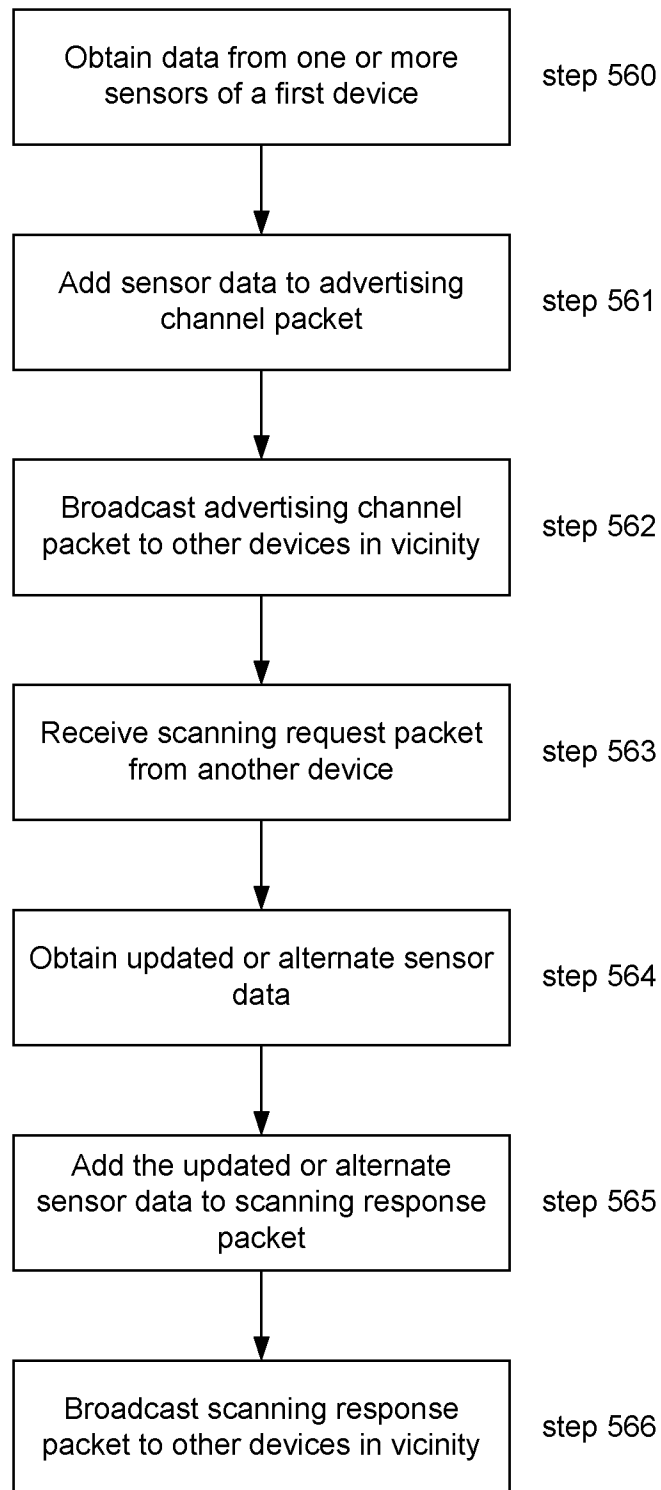 Obtain data from one or more
sensors of a first device
step 560
Add sensor data to advertising
channel packet
step 561
Broadcast advertising channel
packet to other devices in vicinity
step 562
Receive scanning request packet
from another device
step 563
Obtain updated or alternate sensor
data
step 564
Add the updated or alternate
sensor data to scanning response
packet
step 565
Broadcast scanning response
packet to other devices in vicinity
step 566